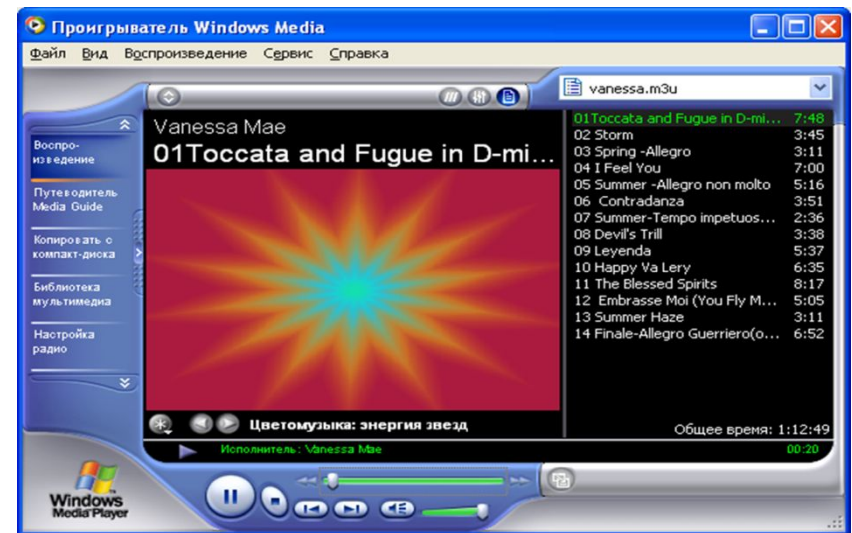 Проигрыватель Windows Media
Файл Вид Воспроизведение Сервис Справка
vanessa.m3u
Воспро-
изведение
Путеводитель
Media Guide
Копировать с
компакт-диска
Библиотека
мультимедиа
Настройка
радио
Vanessa Mae
01Toccata and Fugue in D-mi...
01Toccata and Fugue in D-mi... 7:48
02 Storm 3:45
03 Spring -Allegro 3:11
04 I Feel You 7:00
05 Summer -Allegro non molto 5:16
06 Contradanza 3:51
07 Summer-Tempo impetuos... 2:36
08 Devil's Trill 3:38
09 Leyenda 5:37
10 Happy Va Lery 6:35
11 The Blessed Spirits 8:17
12 Embrasse Moi (You Fly M... 5:05
13 Summer Haze 3:11
14 Finale-Allegro Guerriero(o... 6:52
Цветомузыка: энергия звезд
Общее время: 1:12:49
Исполнитель: Vanessa Mae 00:20
Windows
Media Player